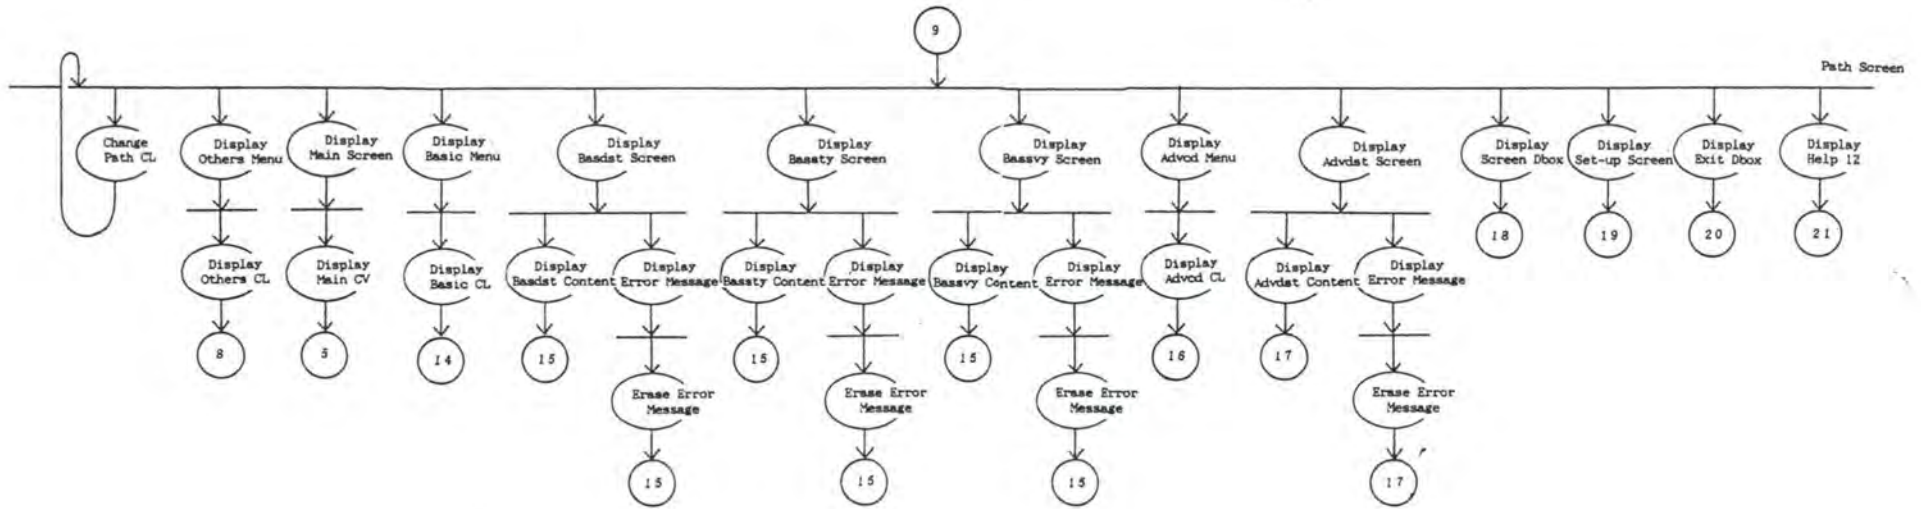 9
Path Screen
Change
Path CL
Display
Others Menu
Display
Main Screen
Display
Basic Menu
Display
Basdst Screen
Display
Bassty Screen
Display
Bassvy Screen
Display
Advcd Menu
Display
Advdst Screen
Display
Screen Dbox
Display
Set-up Screen
Display
Exit Dbox
Display
Help 12
18
19
20
21
Display
Others CL
Display
Main CV
Display
Basic CL
Display
Basdst Content
Display
Error Message
Display
Bassty Content
Display
Error Message
Display
Bassvy Content
Display
Error Message
Display
Advcd CL
Display
Advdst Content
Display
Error Message
8
5
14
15
15
15
16
17
Erase Error
Message
Erase Error
Message
Erase Error
Message
Erase Error
Message
15
15
15
17